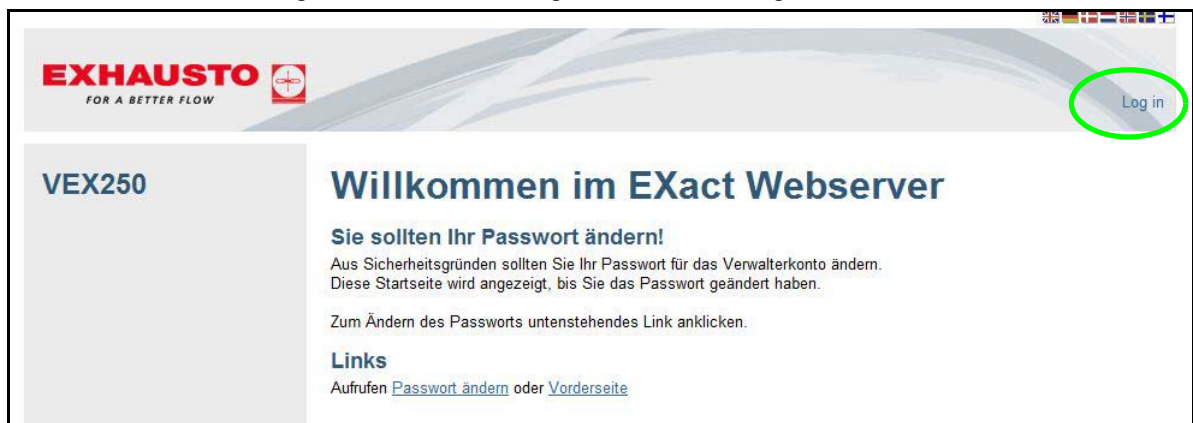 EXHAUSTO
FOR A BETTER FLOW
Log in
VEX250
Willkommen im EXact Webserver
Sie sollten Ihr Passwort ändern!
Aus Sicherheitsgründen sollten Sie Ihr Passwort für das Verwalterkonto ändern.
Diese Startseite wird angezeigt, bis Sie das Passwort geändert haben.
Zum Ändern des Passworts untenstehendes Link anklicken.
Links
Aufrufen Passwort ändern oder Vorderseite